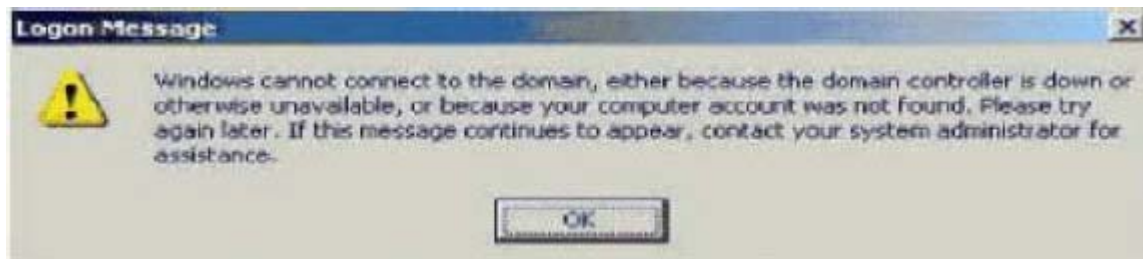 Logon Message
Windows cannot connect to the domain, either because the domain controller is down or
otherwise unavailable, or because your computer account was not found. Please try
again later. If this message continues to appear, contact your system administrator for
assistance.
OK